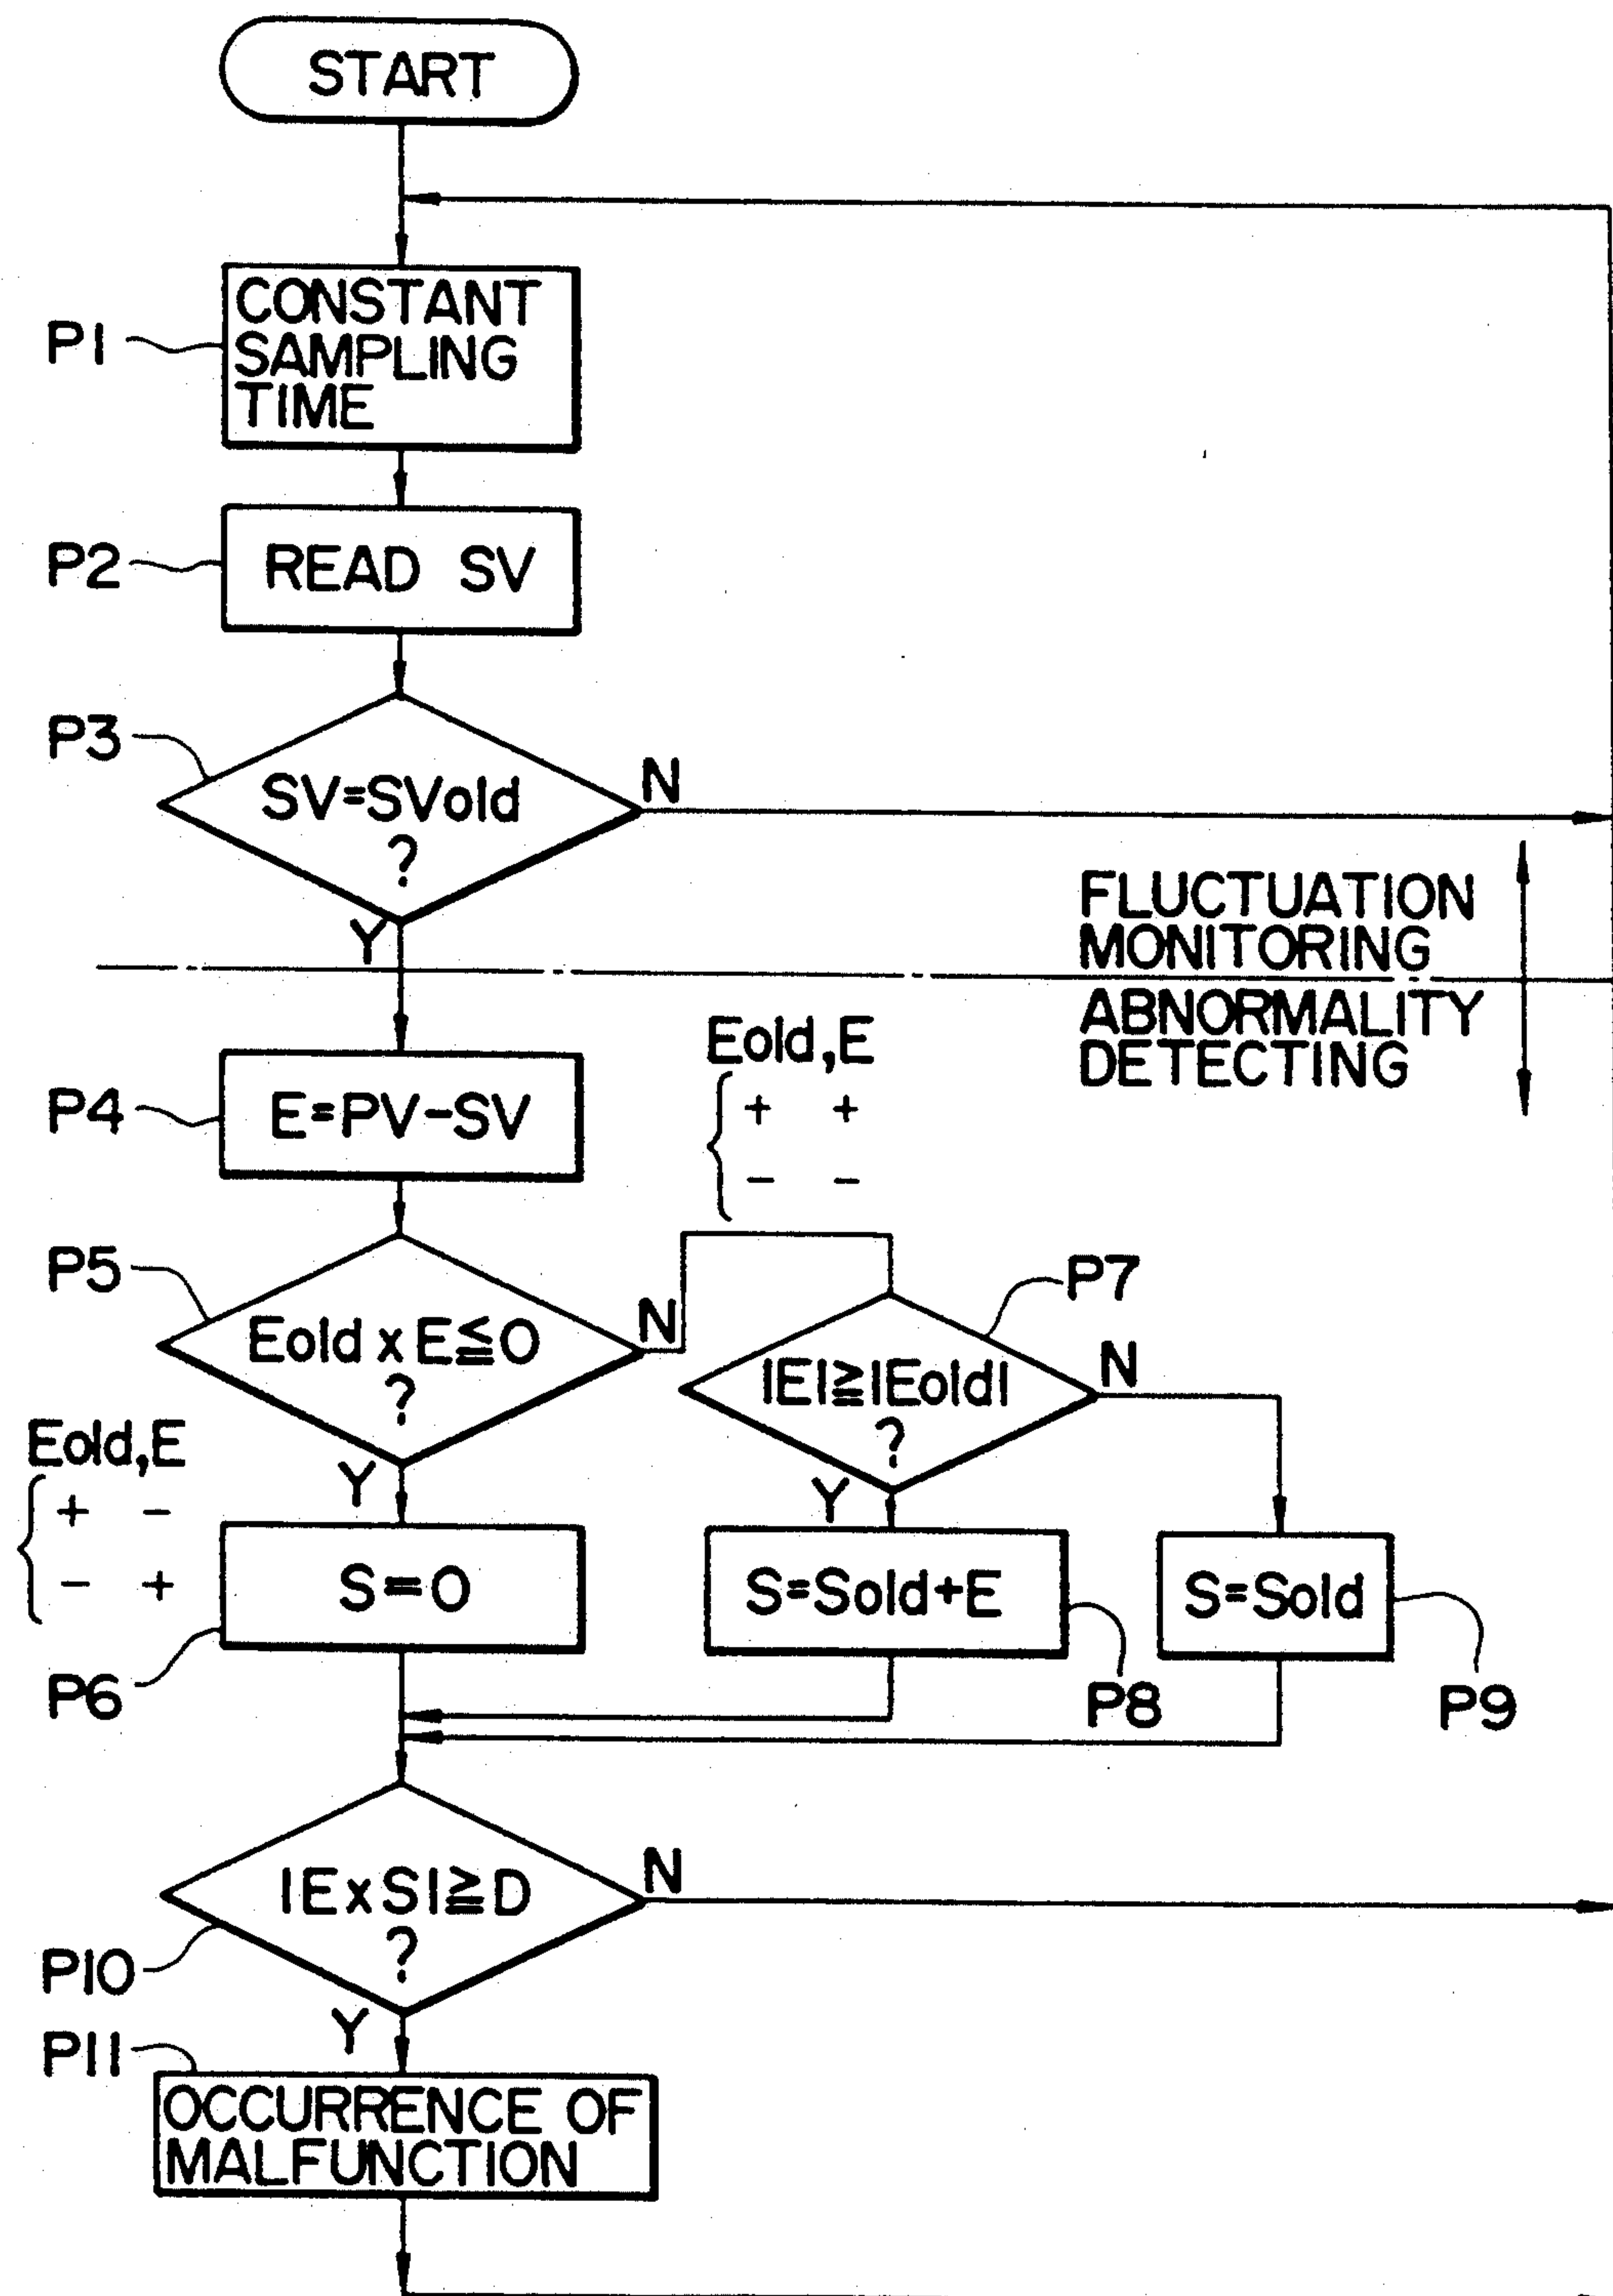 START
P1
CONSTANT
SAMPLING
TIME
P2
READ SV
P3
SV=SVold
?
N
Y
FLUCTUATION
MONITORING
ABNORMALITY
DETECTING
P4
E=PV-SV
Eold,E
+ +
- -
P5
Eold x E≦0
?
N
P7
|E|≧|Eold|
?
N
Y
Eold,E
+ -
- +
Y
S=0
P6
S=Sold+E
P8
S=Sold
P9
|E x S|≧D
?
N
P10
Y
P11
OCCURRENCE OF
MALFUNCTION